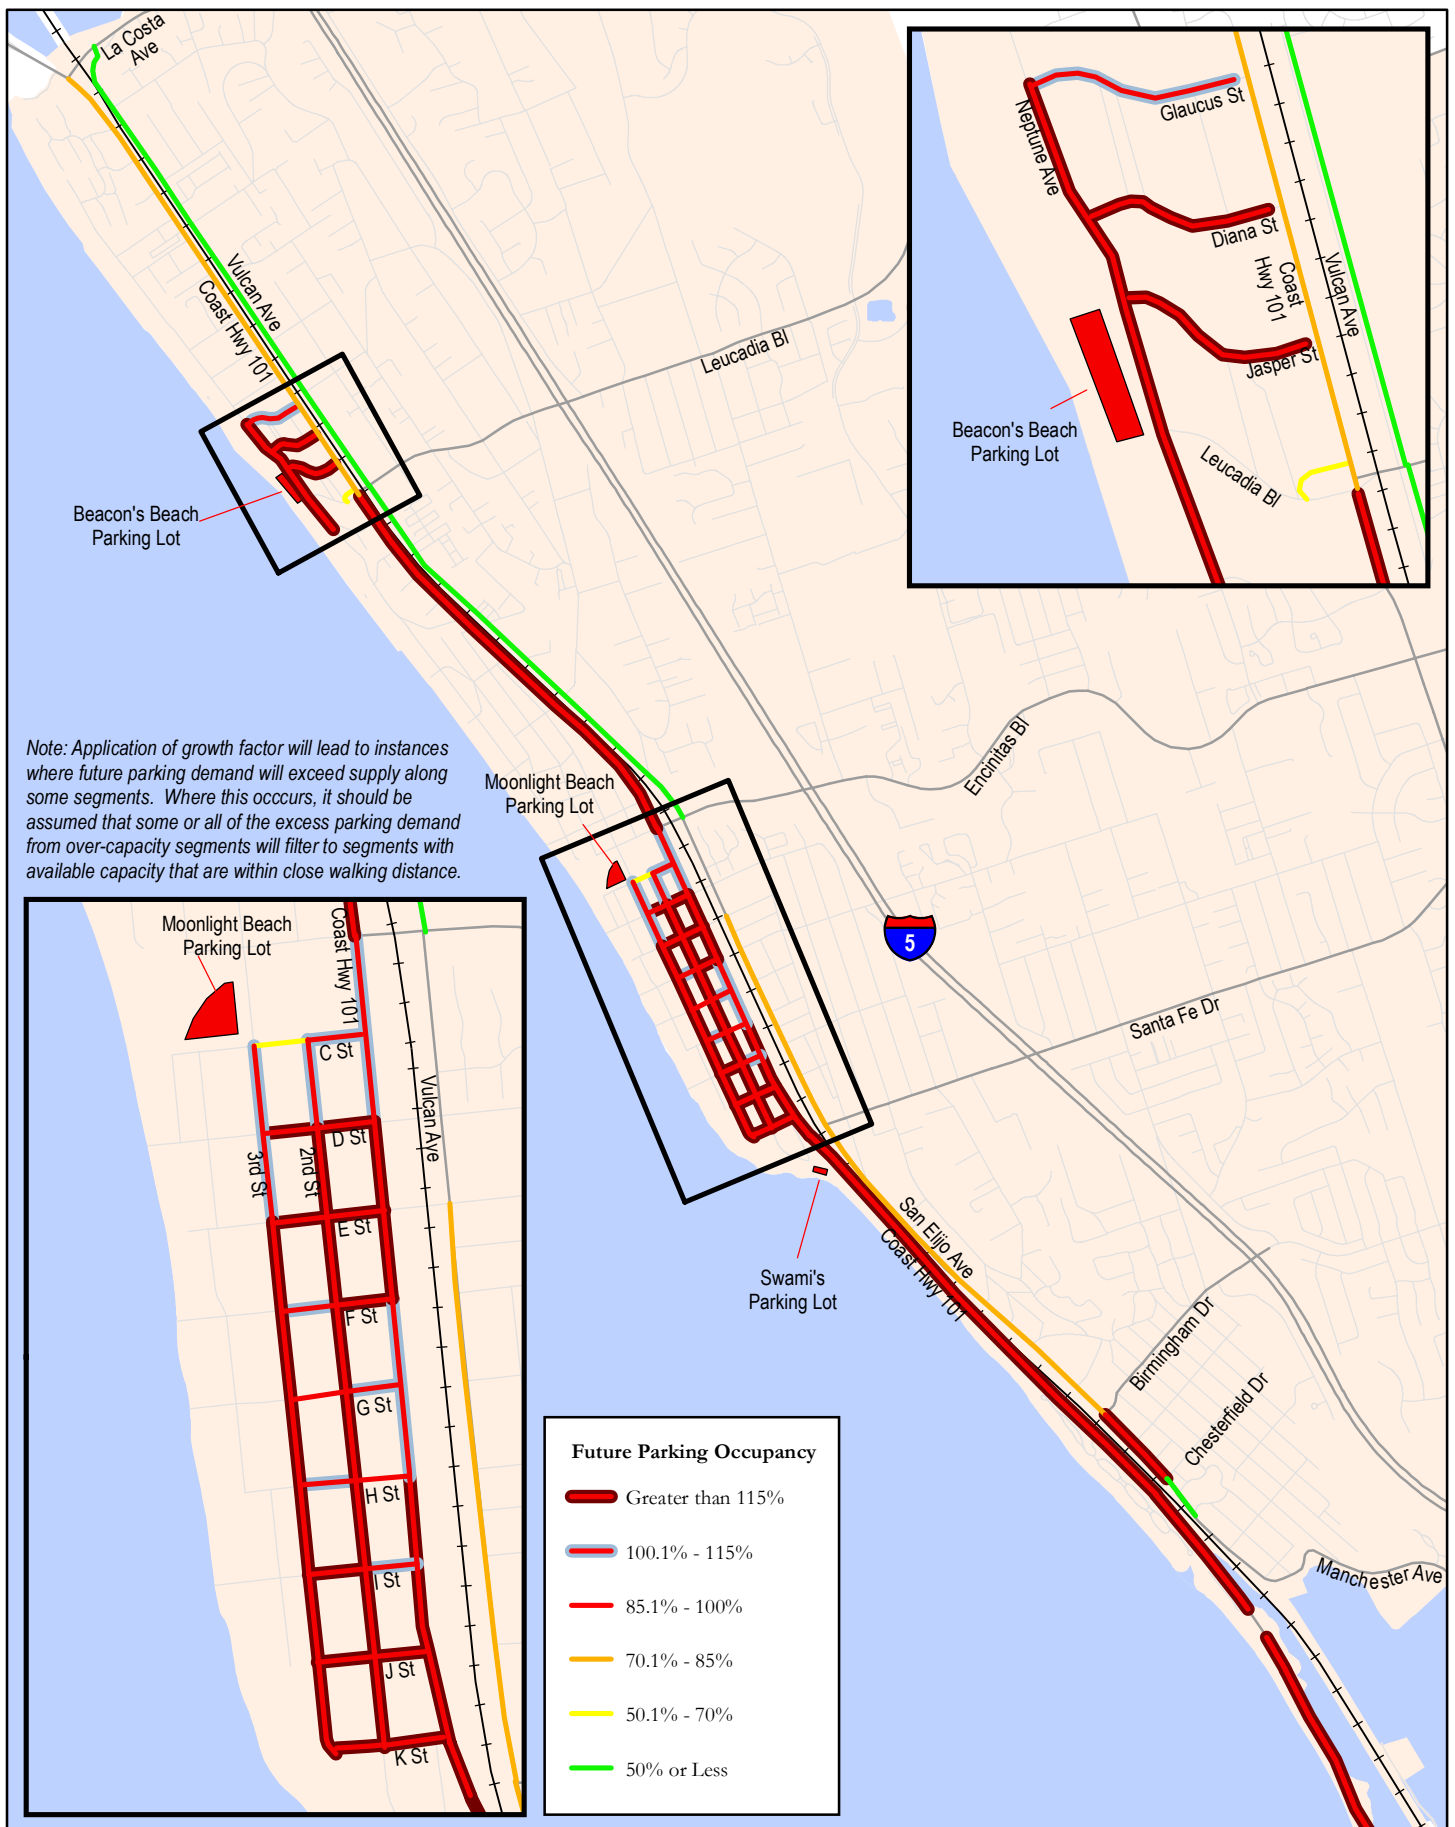 La Costa
Ave
Vulcan Ave
Coast Hwy 101
Leucadia Bl
Beacon's Beach
Parking Lot
Neptune Ave
Glaucus St
Diana St
Coast
Hwy 101
Vulcan Ave
Jasper St
Beacon's Beach
Parking Lot
Leucadia Bl
Note: Application of growth factor will lead to instances
where future parking demand will exceed supply along
some segments. Where this occcurs, it should be
assumed that some or all of the excess parking demand
from over-capacity segments will filter to segments with
available capacity that are within close walking distance.
Moonlight Beach
Parking Lot
Encinitas Bl
5
Santa Fe Dr
Swami's
Parking Lot
San Elijo Ave
Coast Hwy 101
Birmingham Dr
Chesterfield Dr
Manchester Ave
Moonlight Beach
Parking Lot
Coast Hwy 101
C St
Vulcan Ave
D St
3rd St
2nd St
E St
F St
G St
H St
I St
J St
K St
Future Parking Occupancy
Greater than 115%
100.1% - 115%
85.1% - 100%
70.1% - 85%
50.1% - 70%
50% or Less